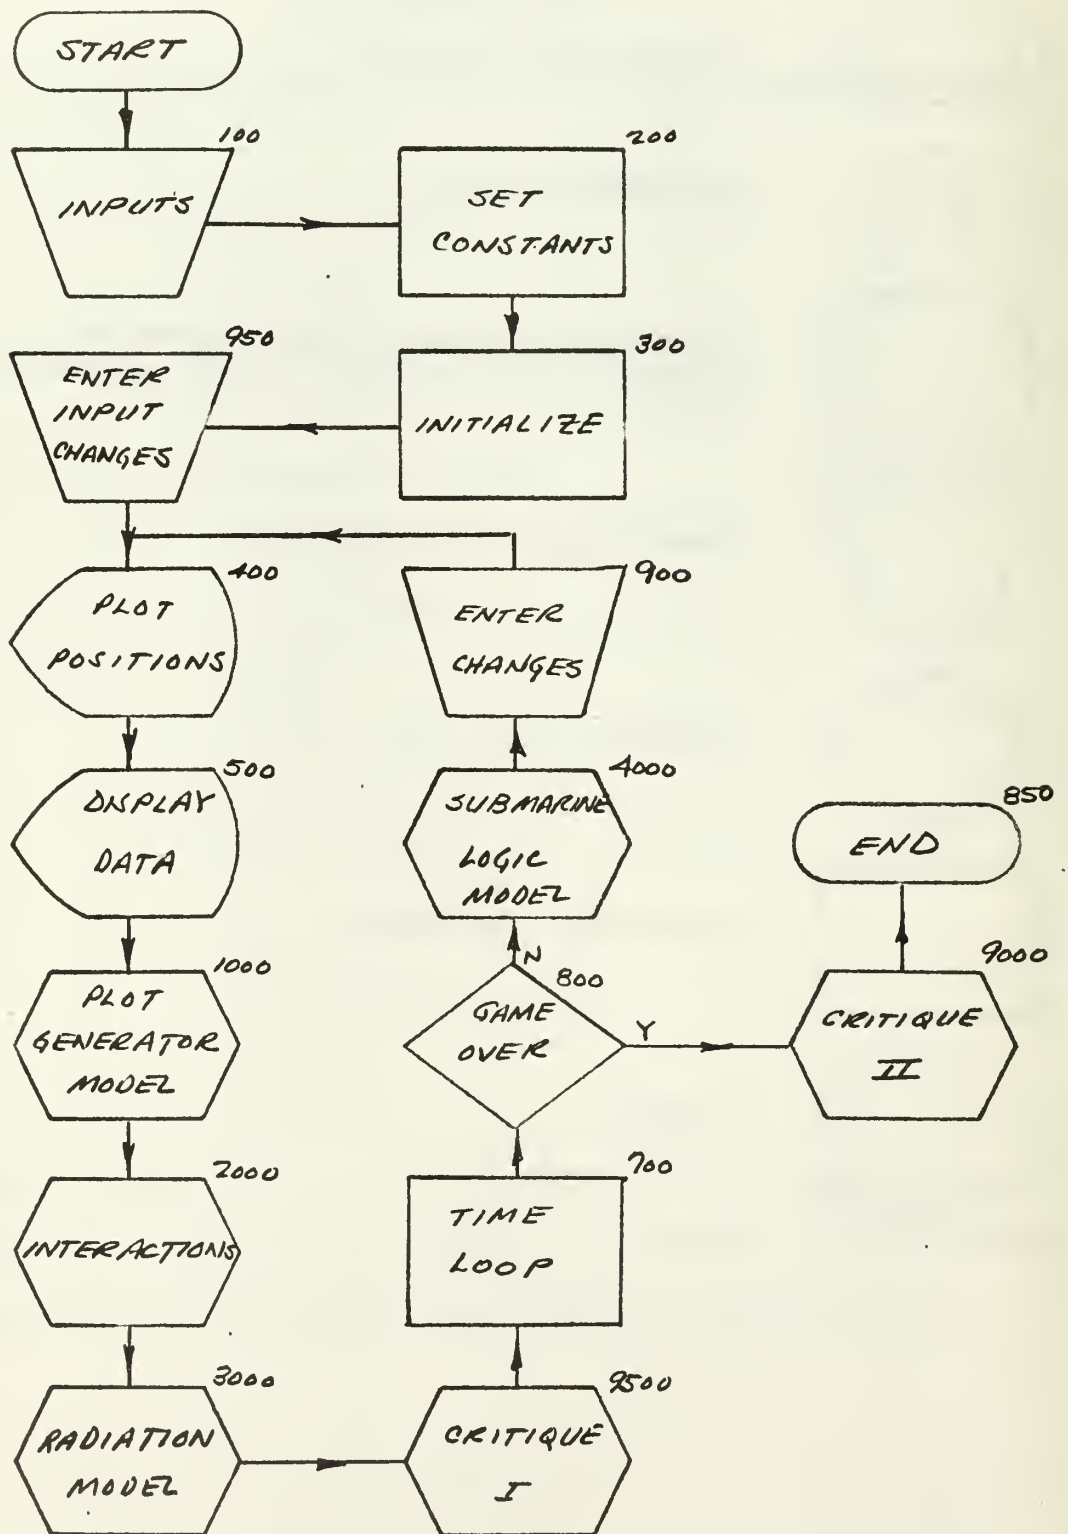 START
100
INPUTS
200
SET
CONSTANTS
950
ENTER
INPUT
CHANGES
300
INITIALIZE
400
PLOT
POSITIONS
900
ENTER
CHANGES
500
DISPLAY
DATA
4000
SUBMARINE
LOGIC
MODEL
850
END
1000
PLOT
GENERATOR
MODEL
N
800
GAME
OVER
Y
9000
CRITIQUE
II
2000
INTERACTIONS
700
TIME
LOOP
3000
RADIATION
MODEL
9500
CRITIQUE
I